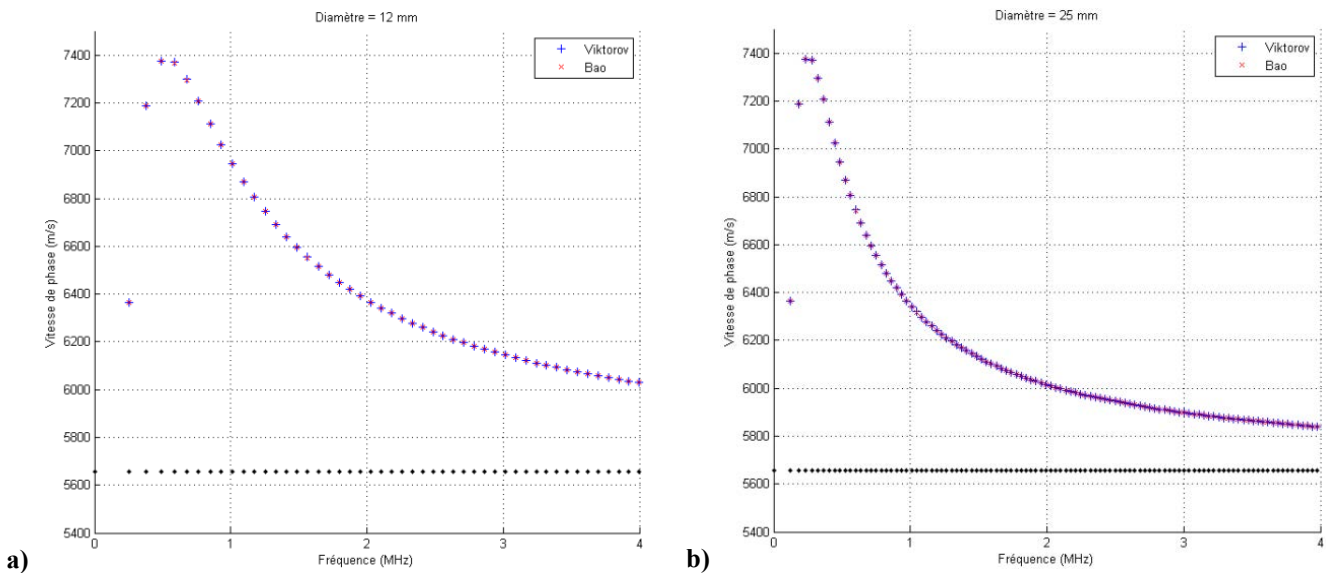 Diamètre = 12 mm
7400
7200
7000
6800
6600
6400
6200
6000
5800
5600
5400
Vitesse de phase (m/s)
Viktorov
Bao
0 1 2 3 4
Fréquence (MHz)
a)
Diamètre = 25 mm
7400
7200
7000
6800
6600
6400
6200
6000
5800
5600
5400
Vitesse de phase (m/s)
Viktorov
Bao
0 1 2 3 4
Fréquence (MHz)
b)